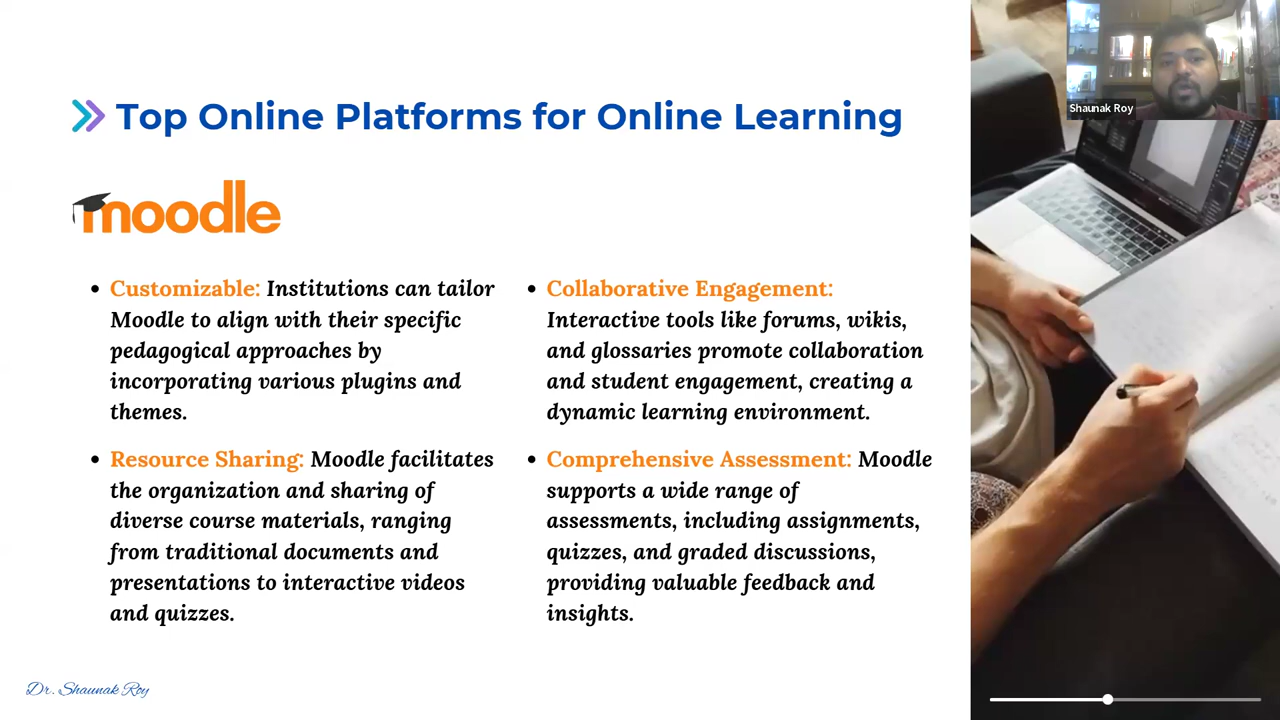 Top Online Platforms for Online Learning
Shaunak Roy
moodle
Customizable: Institutions can tailor
Moodle to align with their specific
pedagogical approaches by
incorporating various plugins and
themes.
Resource Sharing: Moodle facilitates
the organization and sharing of
diverse course materials, ranging
from traditional documents and
presentations to interactive videos
and quizzes.
Collaborative Engagement:
Interactive tools like forums, wikis,
and glossaries promote collaboration
and student engagement, creating a
dynamic learning environment.
Comprehensive Assessment: Moodle
supports a wide range of
assessments, including assignments,
quizzes, and graded discussions,
providing valuable feedback and
insights.
Dr. Shaunak Roy